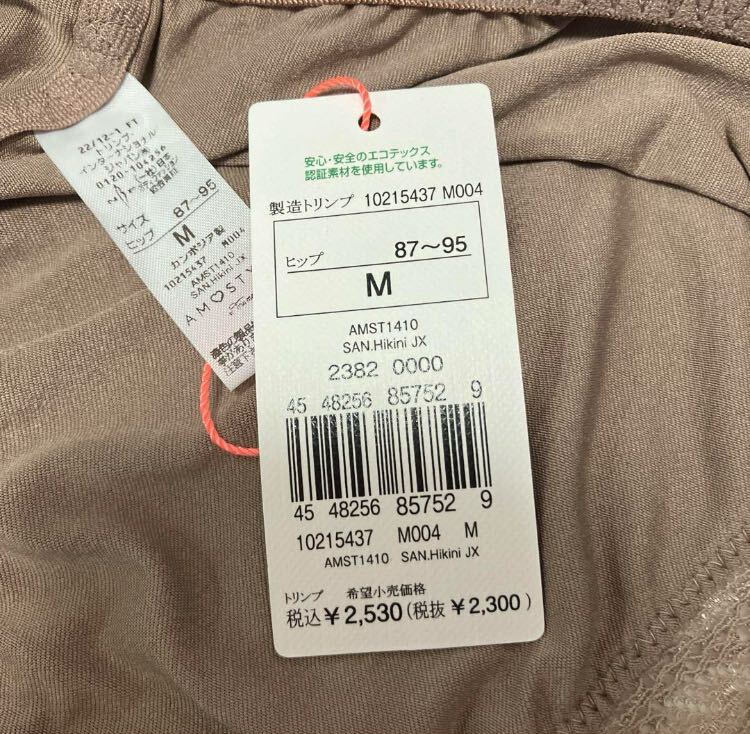 安心・安全のエコテックス
認証素材を使用しています。
製造トリンプ 10215437 M004
ヒップ 87〜95
M
AMST1410
SAN.Hikini JX
2382 0000
45 48256 85752 9
45 48256 85752 9
10215437 M004 M
AMST1410 SAN.Hikini JX
トリンプ 希望小売価格
税込¥2,530(税抜¥2,300)
22/12-1 FT
トリンプ・
インターナショナル・
ジャパン㈱
0120-104256
サイズ
ヒップ 87~95
M
カンボジア製
10215437 M004
AMST1410
SAN.Hikini JX
AMO♡STY